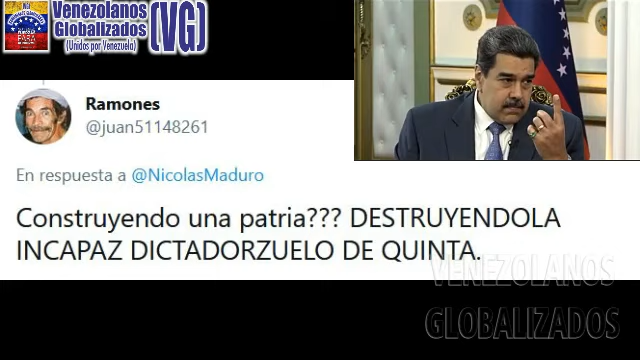 Venezolanos
Globalizados
(Unidos por Venezuela)
(VG)
Ramones
@juan51148261
En respuesta a @NicolasMaduro
Construyendo una patria??? DESTRUYENDOLA
INCAPAZ DICTADORZUELO DE QUINTA.
VENEZOLANOS
GLOBALIZADOS